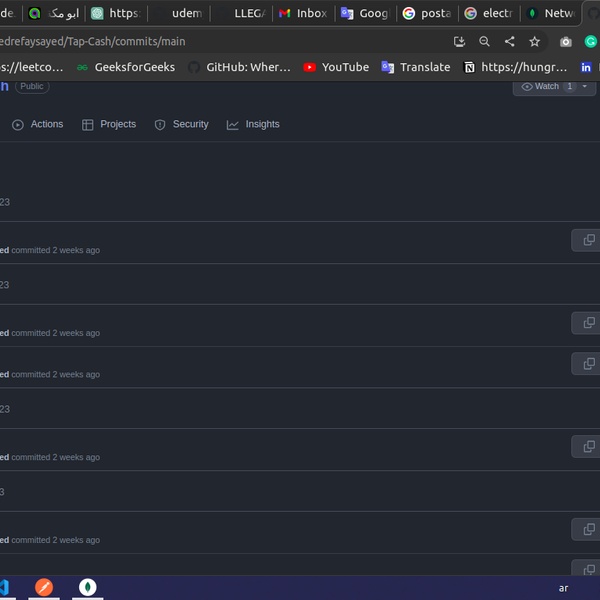 de. ابو مک https: udem LLEGA Inbox Goog posta electr Netw
edrefaysayed/Tap-Cash/commits/main
s://leetco... GeeksforGeeks GitHub: Wher... YouTube Translate https://hungr...
h Public Watch 1
Actions Projects Security Insights
23
ed committed 2 weeks ago
23
ed committed 2 weeks ago
ed committed 2 weeks ago
23
ed committed 2 weeks ago
3
ed committed 2 weeks ago
ar